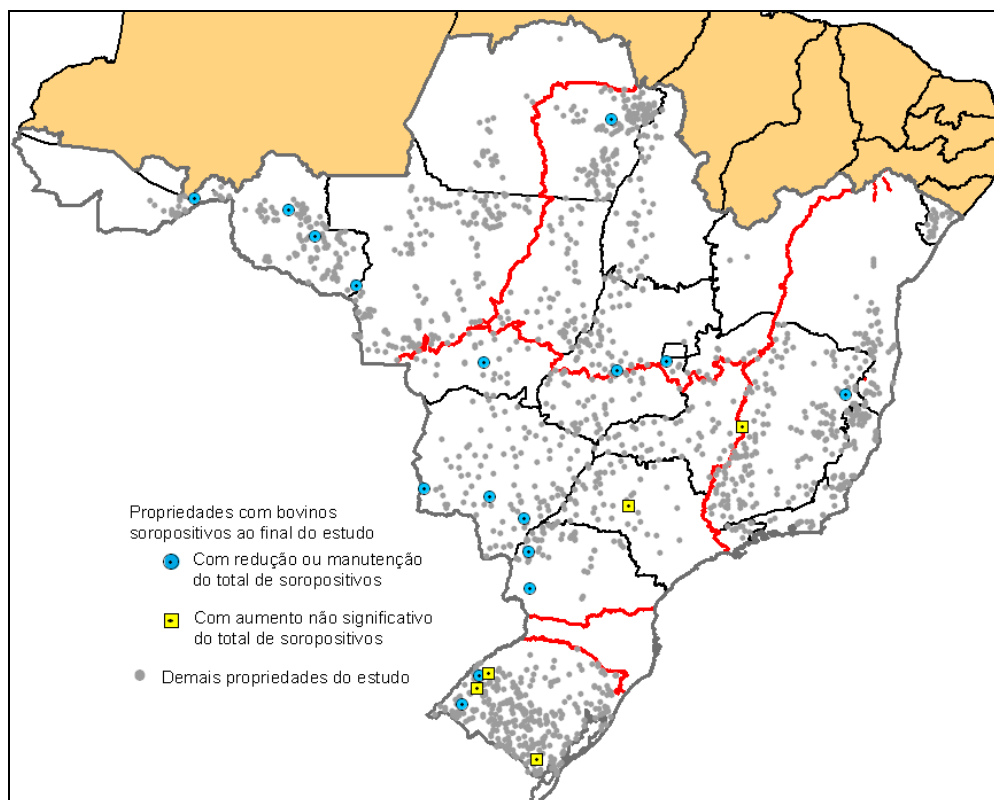 Propriedades com bovinos
soropositivos ao final do estudo
Com redução ou manutenção
do total de soropositivos
Com aumento não significativo
do total de soropositivos
Demais propriedades do estudo